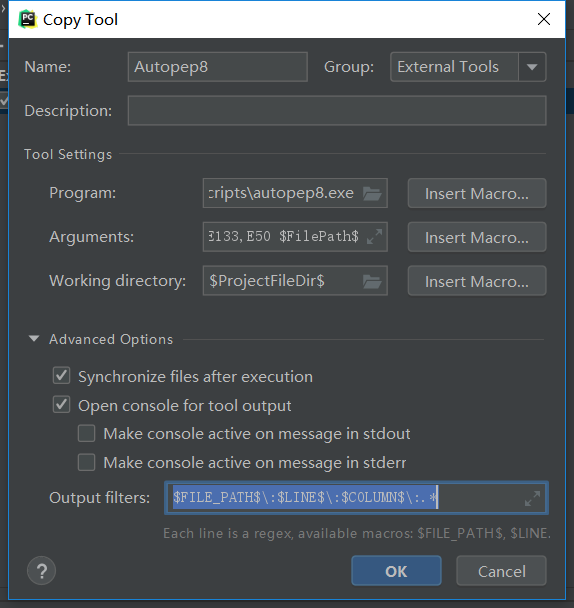 PC
Copy Tool
Name: Autopep8 Group: External Tools
Description:
Tool Settings
Program: cripts\autopep8.exe Insert Macro...
Arguments: E133,E50 $FilePath$ Insert Macro...
Working directory: $ProjectFileDir$ Insert Macro...
Advanced Options
Synchronize files after execution
Open console for tool output
Make console active on message in stdout
Make console active on message in stderr
Output filters: $FILE_PATH$\:$LINE$\:$COLUMN$\:.*
Each line is a regex, available macros: $FILE_PATH$, $LINE.
? OK Cancel